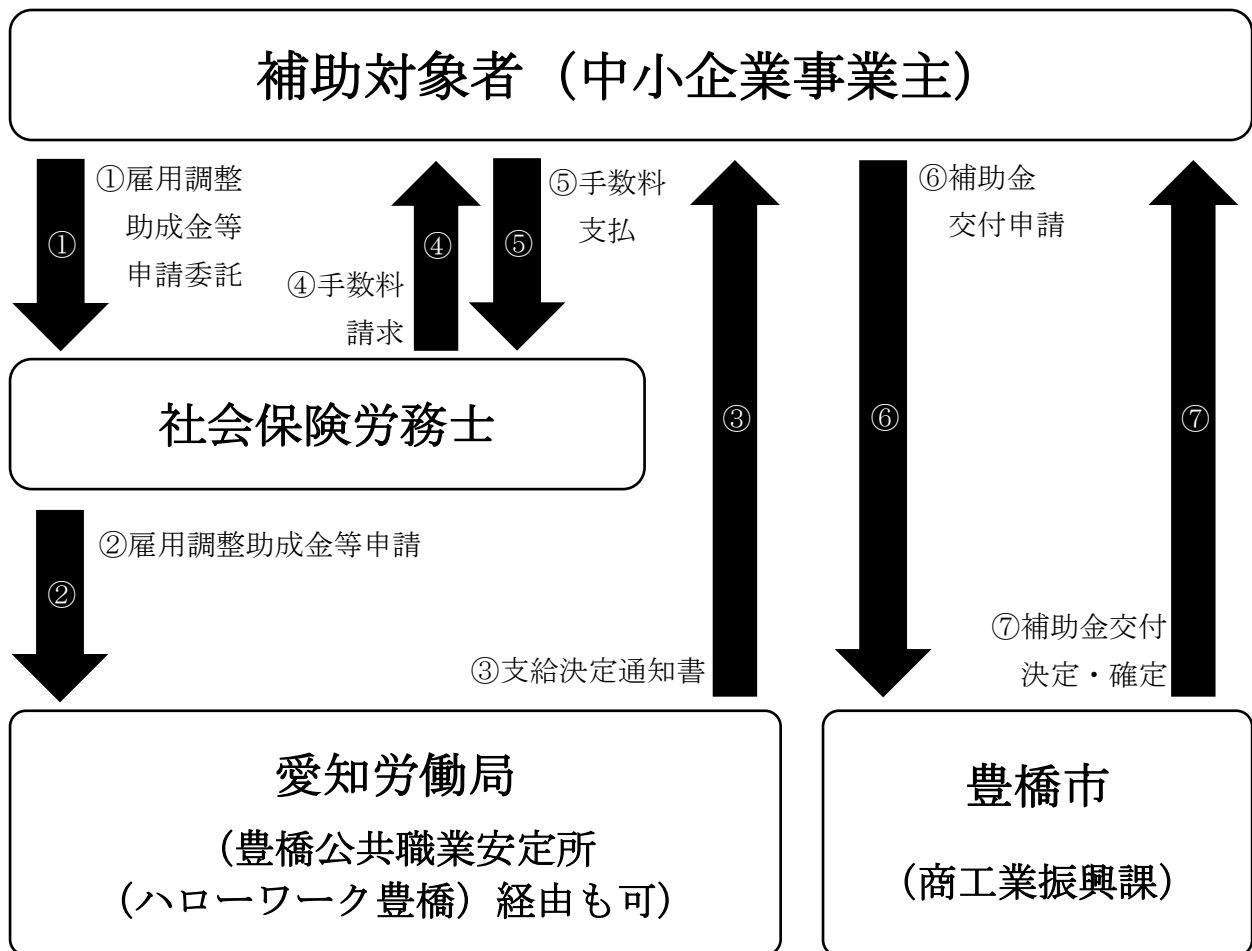 補助対象者（中小企業事業主）
①雇用調整
助成金等
申請委託
①
④手数料
請求
④
⑤
⑤手数料
支払
③
⑥補助金
交付申請
⑥
⑦
社会保険労務士
②雇用調整助成金等申請
②
③支給決定通知書
⑦補助金交付
決定・確定
愛知労働局
（豊橋公共職業安定所
（ハローワーク豊橋）経由も可）
豊橋市
（商工業振興課）